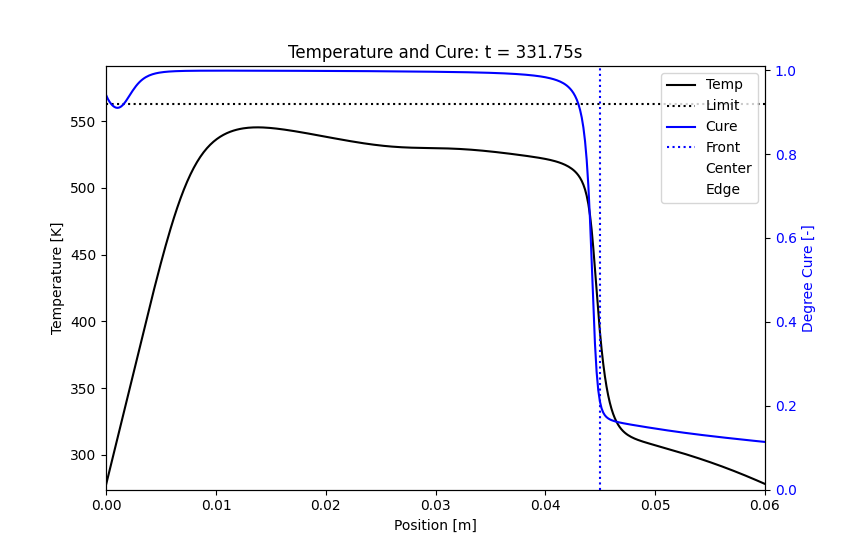 Temperature and Cure: t = 331.75s
Temperature [K]
550
500
450
400
350
300
Temp
Limit
Cure
Front
Center
Edge
1.0
0.8
0.6
0.4
0.2
0.0
Degree Cure [-]
0.00 0.01 0.02 0.03 0.04 0.05 0.06
Position [m]